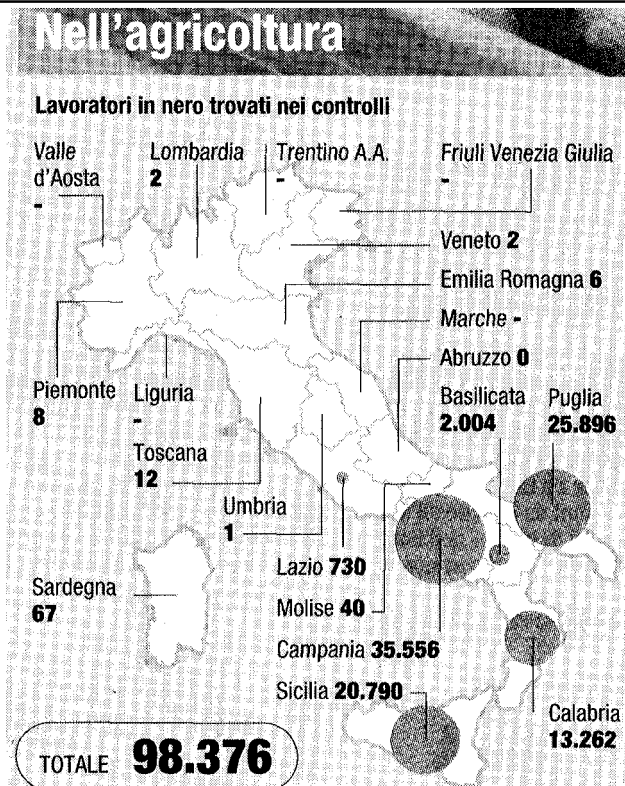 Nell'agricoltura
Lavoratori in nero trovati nei controlli
Valle
d'Aosta
-
Lombardia
2
Trentino A.A.
-
Friuli Venezia Giulia
-
Veneto 2
Emilia Romagna 6
Marche -
Abruzzo 0
Basilicata
2.004
Puglia
25.896
Piemonte
8
Liguria
-
Toscana
12
Umbria
1
Lazio 730
Molise 40
Campania 35.556
Sardegna
67
Sicilia 20.790
Calabria
13.262
TOTALE 98.376